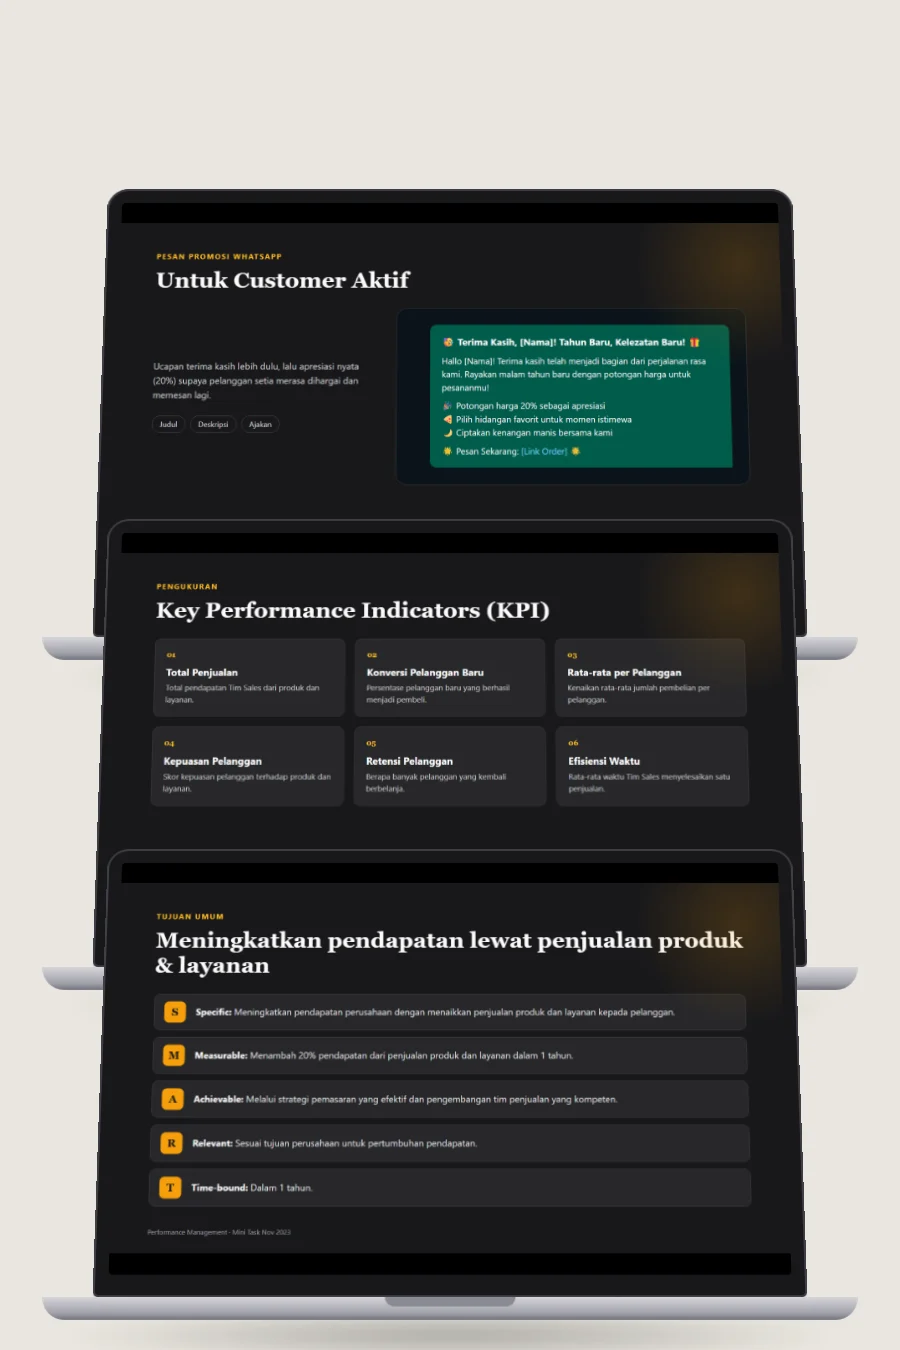 PESAN PROMOSI WHATSAPP
Untuk Customer Aktif
Ucapan terima kasih lebih dulu, lalu apresiasi nyata
(20%) supaya pelanggan setia merasa dihargai dan
memesan lagi.
Judul
Deskripsi
Ajakan
Terima Kasih, [Nama]! Tahun Baru, Kelezatan Baru! 🎁
Hallo [Nama]! Terima kasih telah menjadi bagian dari perjalanan rasa
kami. Rayakan malam tahun baru dengan potongan harga untuk
pesananmu!
🎉 Potongan harga 20% sebagai apresiasi
🍕 Pilih hidangan favorit untuk momen istimewa
🌙 Ciptakan kenangan manis bersama kami
🌟 Pesan Sekarang: [Link Order] 🌟
PENGUKURAN
Key Performance Indicators (KPI)
01
Total Penjualan
Total pendapatan Tim Sales dari produk dan
layanan.
02
Konversi Pelanggan Baru
Persentase pelanggan baru yang berhasil
menjadi pembeli.
03
Rata-rata per Pelanggan
Kenaikan rata-rata jumlah pembelian per
pelanggan.
04
Kepuasan Pelanggan
Skor kepuasan pelanggan terhadap produk dan
layanan.
05
Retensi Pelanggan
Berapa banyak pelanggan yang kembali
berbelanja.
06
Efisiensi Waktu
Rata-rata waktu Tim Sales menyelesaikan satu
penjualan.
TUJUAN UMUM
Meningkatkan pendapatan lewat penjualan produk
& layanan
S Specific: Meningkatkan pendapatan perusahaan dengan menaikkan penjualan produk dan layanan kepada pelanggan.
M Measurable: Menambah 20% pendapatan dari penjualan produk dan layanan dalam 1 tahun.
A Achievable: Melalui strategi pemasaran yang efektif dan pengembangan tim penjualan yang kompeten.
R Relevant: Sesuai tujuan perusahaan untuk pertumbuhan pendapatan.
T Time-bound: Dalam 1 tahun.
Performance Management - Mini Task Nov 2023